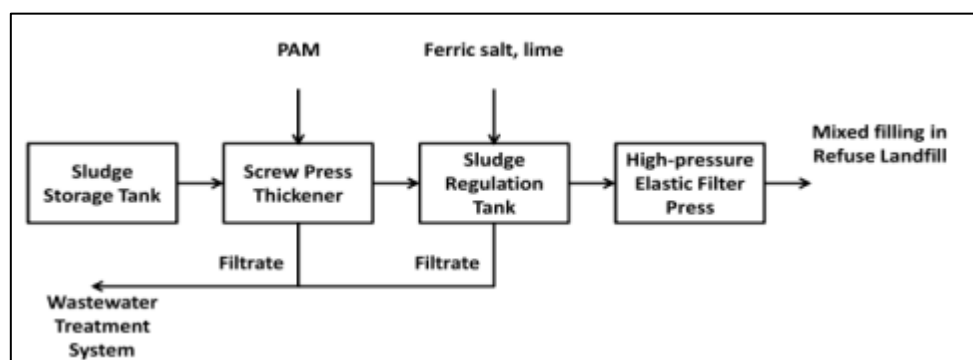 PAM
Ferric salt, lime
Sludge
Storage Tank
Screw Press
Thickener
Sludge
Regulation
Tank
High-pressure
Elastic Filter
Press
Mixed filling in
Refuse Landfill
Filtrate
Filtrate
Wastewater
Treatment
System